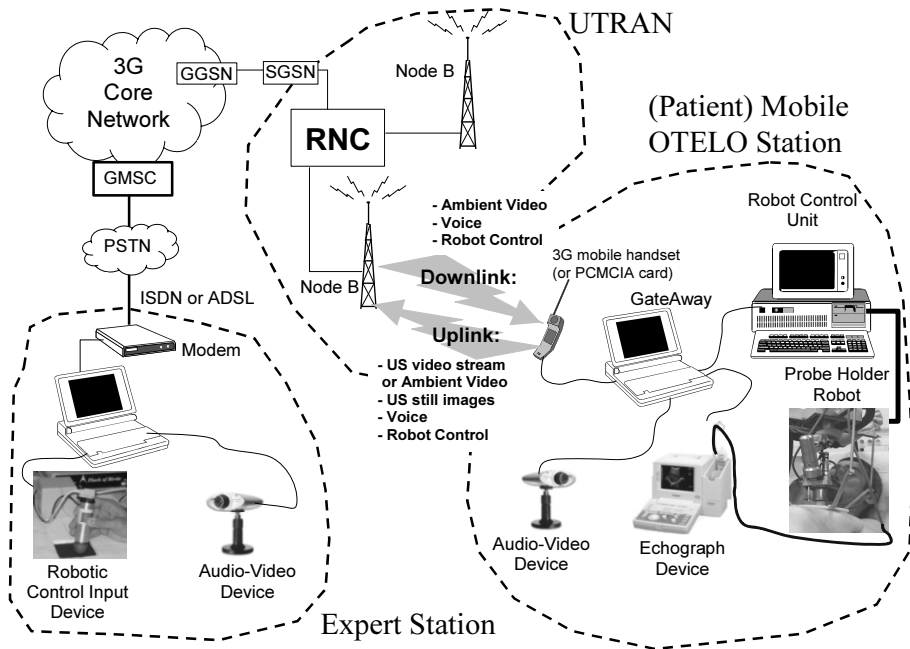 UTRAN
3G
Core
Network
GGSN
SGSN
Node B
RNC
GMSC
PSTN
ISDN or ADSL
Modem
(Patient) Mobile
OTELO Station
Robot Control
Unit
- Ambient Video
- Voice
- Robot Control
3G mobile handset
(or PCMCIA card)
Node B
Downlink:
GateAway
Uplink:
- US video stream
or Ambient Video
- US still images
- Voice
- Robot Control
Probe Holder
Robot
Robotic
Control Input
Device
Audio-Video
Device
Audio-Video
Device
Echograph
Device
Expert Station